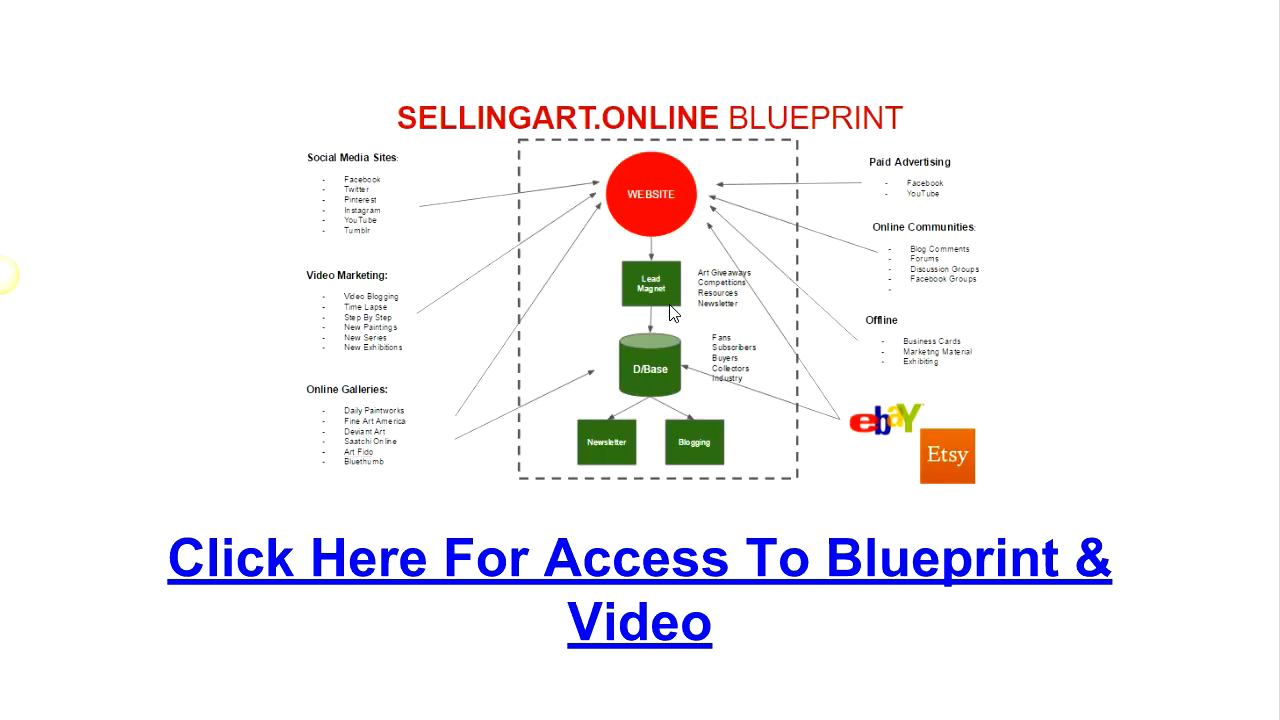 SELLINGART.ONLINE BLUEPRINT
Social Media Sites:
- Facebook
- Twitter
- Pinterest
- Instagram
- YouTube
- Tumblr
Video Marketing:
- Video Blogging
- Time Lapse
- Step By Step
- New Paintings
- New Series
- New Exhibitions
Online Galleries:
- Daily Paintworks
- Fine Art America
- Deviant Art
- Saatchi Online
- Art Fido
- Bluethumb
WEBSITE
Lead
Magnet
Art Giveaways
Competitions
Resources
Newsletter
D/Base
Fans
Subscribers
Buyers
Collectors
Industry
Newsletter
Blogging
Paid Advertising
- Facebook
- YouTube
Online Communities:
- Blog Comments
- Forums
- Discussion Groups
- Facebook Groups
-
Offline
- Business Cards
- Marketing Material
- Exhibiting
ebaY
Etsy
Click Here For Access To Blueprint &
Video